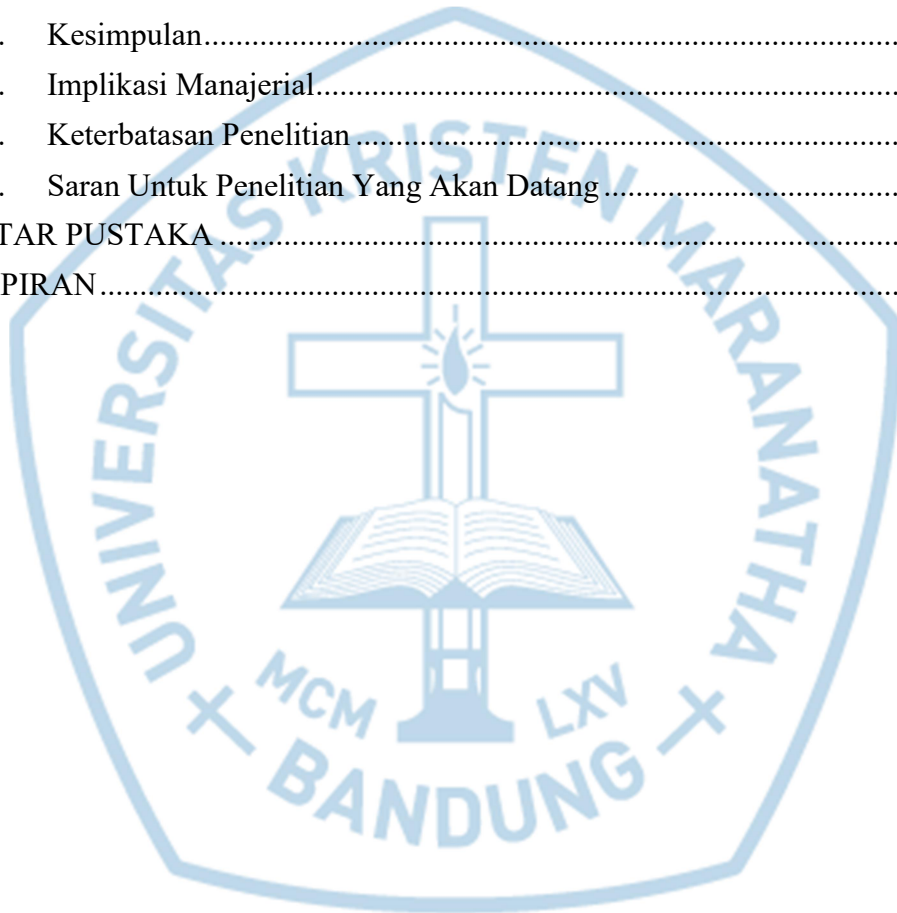 . Kesimpulan
. Implikasi Manajerial
. Keterbatasan Penelitian
. Saran Untuk Penelitian Yang Akan Datang
TAR PUSTAKA
PIRAN
UNIVERSITAS KRISTEN MARANATHA
MCM LXV
BANDUNG